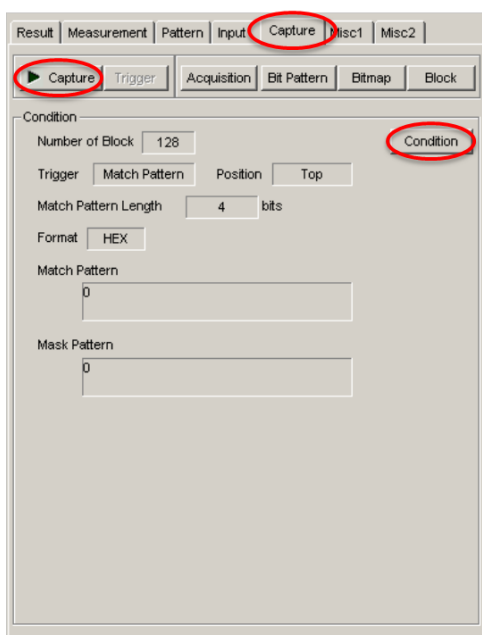 Result Measurement Pattern Input Capture Misc1 Misc2
Capture Trigger Acquisition Bit Pattern Bitmap Block
Condition
Number of Block 128 Condition
Trigger Match Pattern Position Top
Match Pattern Length 4 bits
Format HEX
Match Pattern
0
Mask Pattern
0